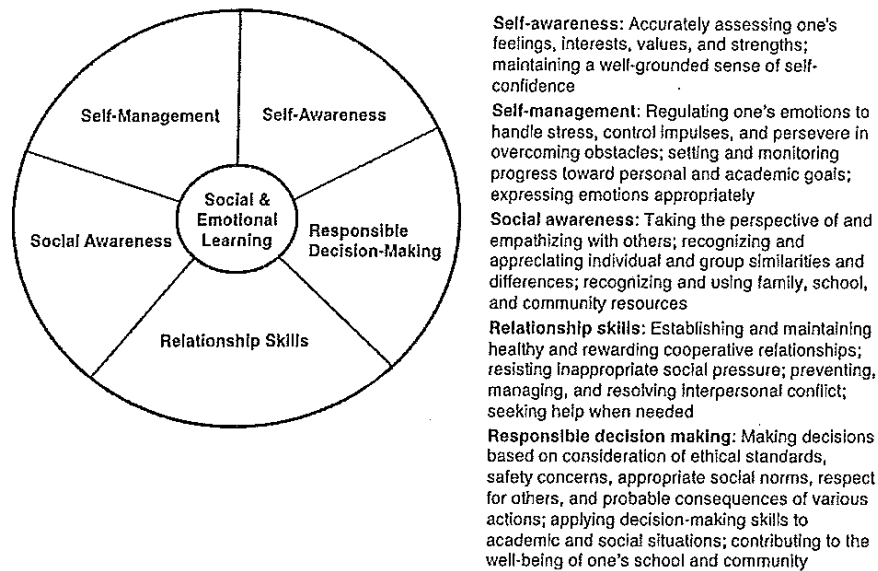 Self-Management
Self-Awareness
Social &
Emotional
Learning
Social Awareness
Responsible
Decision-Making
Relationship Skills
Self-awareness: Accurately assessing one's
feelings, interests, values, and strengths;
maintaining a well-grounded sense of self-
confidence
Self-management: Regulating one's emotions to
handle stress, control impulses, and persevere in
overcoming obstacles; setting and monitoring
progress toward personal and academic goals;
expressing emotions appropriately
Social awareness: Taking the perspective of and
empathizing with others; recognizing and
appreciating individual and group similarities and
differences; recognizing and using family, school,
and community resources
Relationship skills: Establishing and maintaining
healthy and rewarding cooperative relationships;
resisting inappropriate social pressure; preventing,
managing, and resolving interpersonal conflict;
seeking help when needed
Responsible decision making: Making decisions
based on consideration of ethical standards,
safety concerns, appropriate social norms, respect
for others, and probable consequences of various
actions; applying decision-making skills to
academic and social situations; contributing to the
well-being of one's school and community